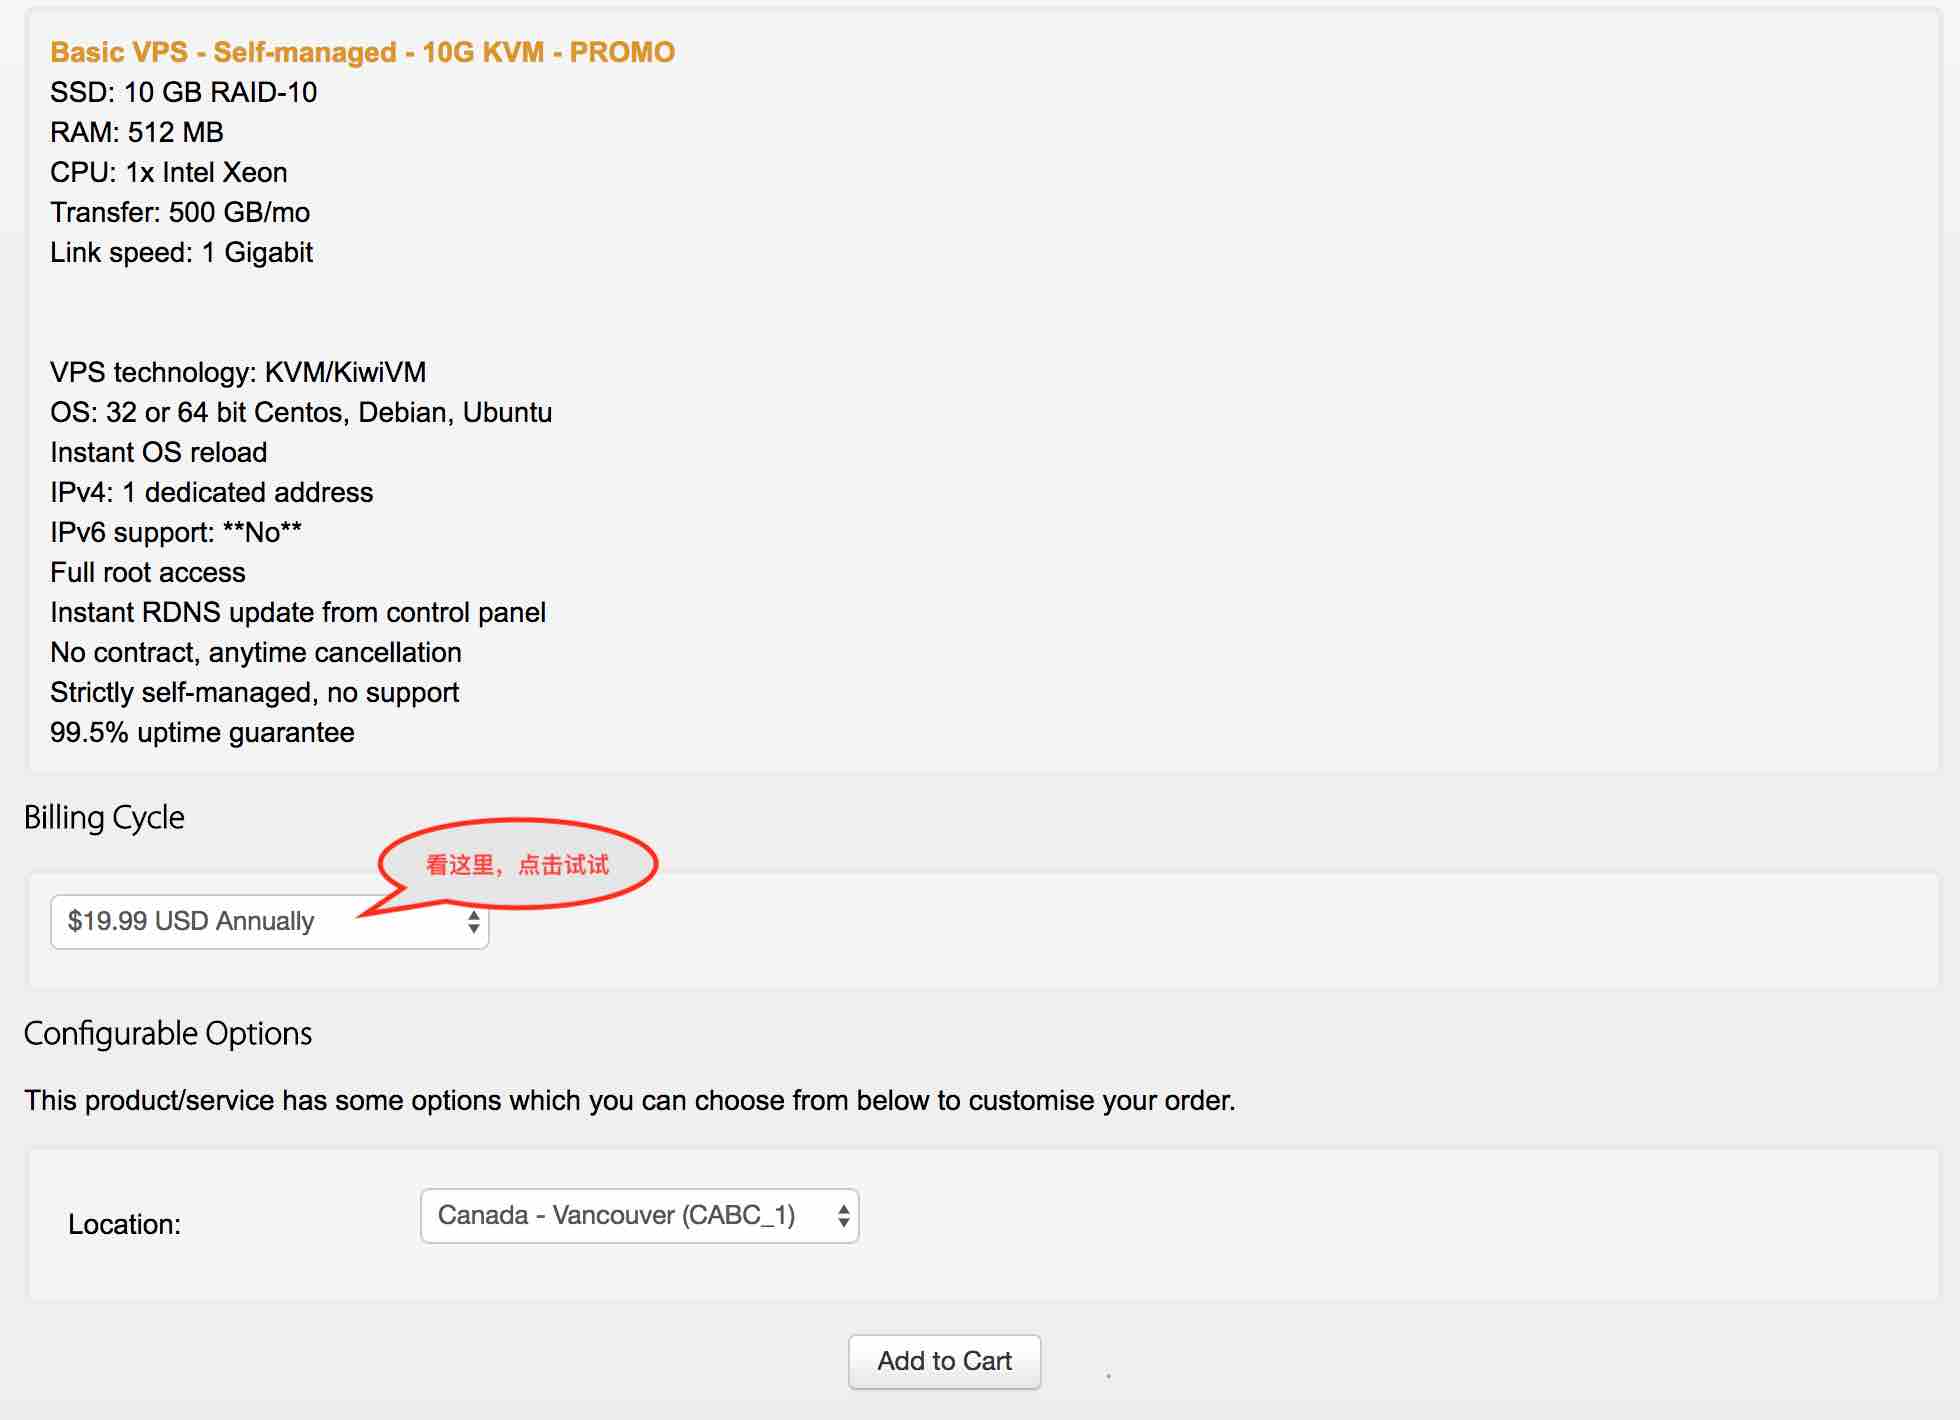 Basic VPS - Self-managed - 10G KVM - PROMO
SSD: 10 GB RAID-10
RAM: 512 MB
CPU: 1x Intel Xeon
Transfer: 500 GB/mo
Link speed: 1 Gigabit
VPS technology: KVM/KiwiVM
OS: 32 or 64 bit Centos, Debian, Ubuntu
Instant OS reload
IPv4: 1 dedicated address
IPv6 support: **No**
Full root access
Instant RDNS update from control panel
No contract, anytime cancellation
Strictly self-managed, no support
99.5% uptime guarantee
Billing Cycle
看这里，点击试试
$19.99 USD Annually
Configurable Options
This product/service has some options which you can choose from below to customise your order.
Location:
Canada - Vancouver (CABC_1)
Add to Cart